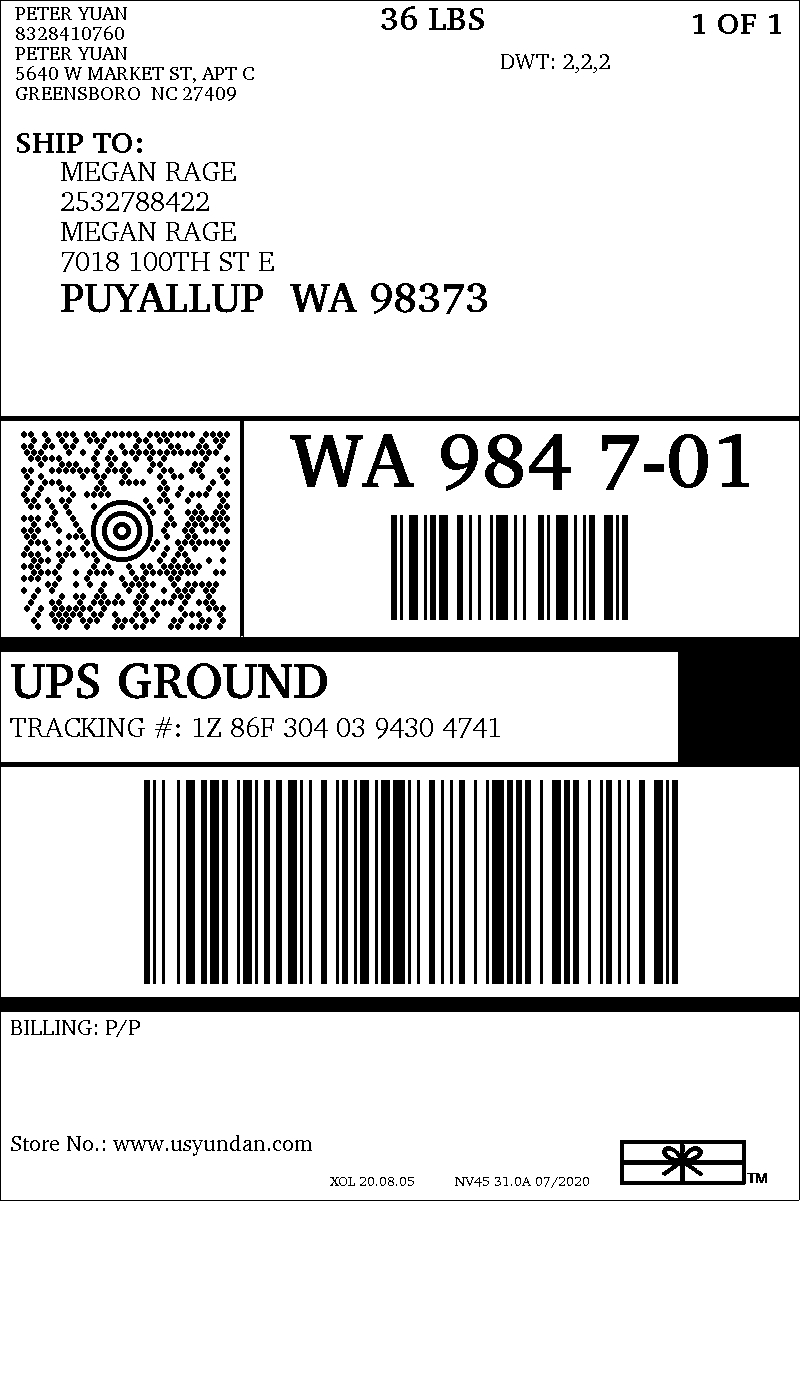 PETER YUAN
8328410760
PETER YUAN
5640 W MARKET ST, APT C
GREENSBORO  NC 27409
36 LBS
1 OF 1
DWT: 2,2,2
SHIP TO:
MEGAN RAGE
2532788422
MEGAN RAGE
7018 100TH ST E
PUYALLUP  WA 98373
WA 984 7-01
UPS GROUND
TRACKING #: 1Z 86F 304 03 9430 4741
BILLING: P/P
Store No.: www.usyundan.com
XOL 20.08.05
NV45 31.0A 07/2020
TM